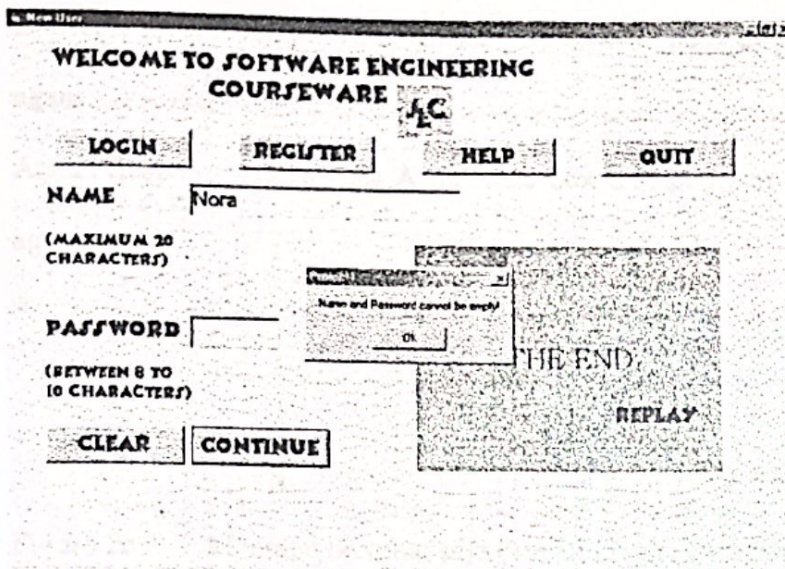 New User
WELCOME TO SOFTWARE ENGINEERING
COURSEWARE
SEC
LOGIN REGISTER HELP QUIT
NAME Nora
(MAXIMUM 20
CHARACTERS)
Name and Password cannot be empty!
OK
PASSWORD
THE END
(BETWEEN 8 TO
10 CHARACTERS)
REPLAY
CLEAR CONTINUE